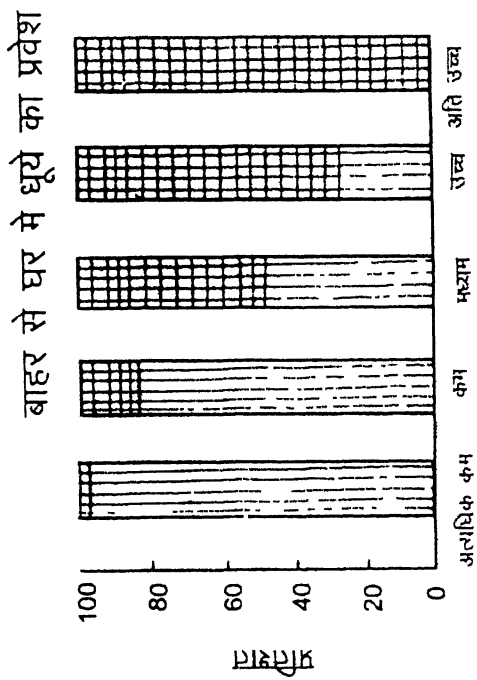 बाहर से घर मे धूये का प्रवेश
प्रतिशत
100
80
60
40
20
0
अत्यधिक कम
कम
मध्यम
उच्च
अति उच्च